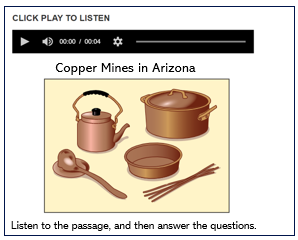 CLICK PLAY TO LISTEN
00:00 / 00:04
Copper Mines in Arizona
Listen to the passage, and then answer the questions.